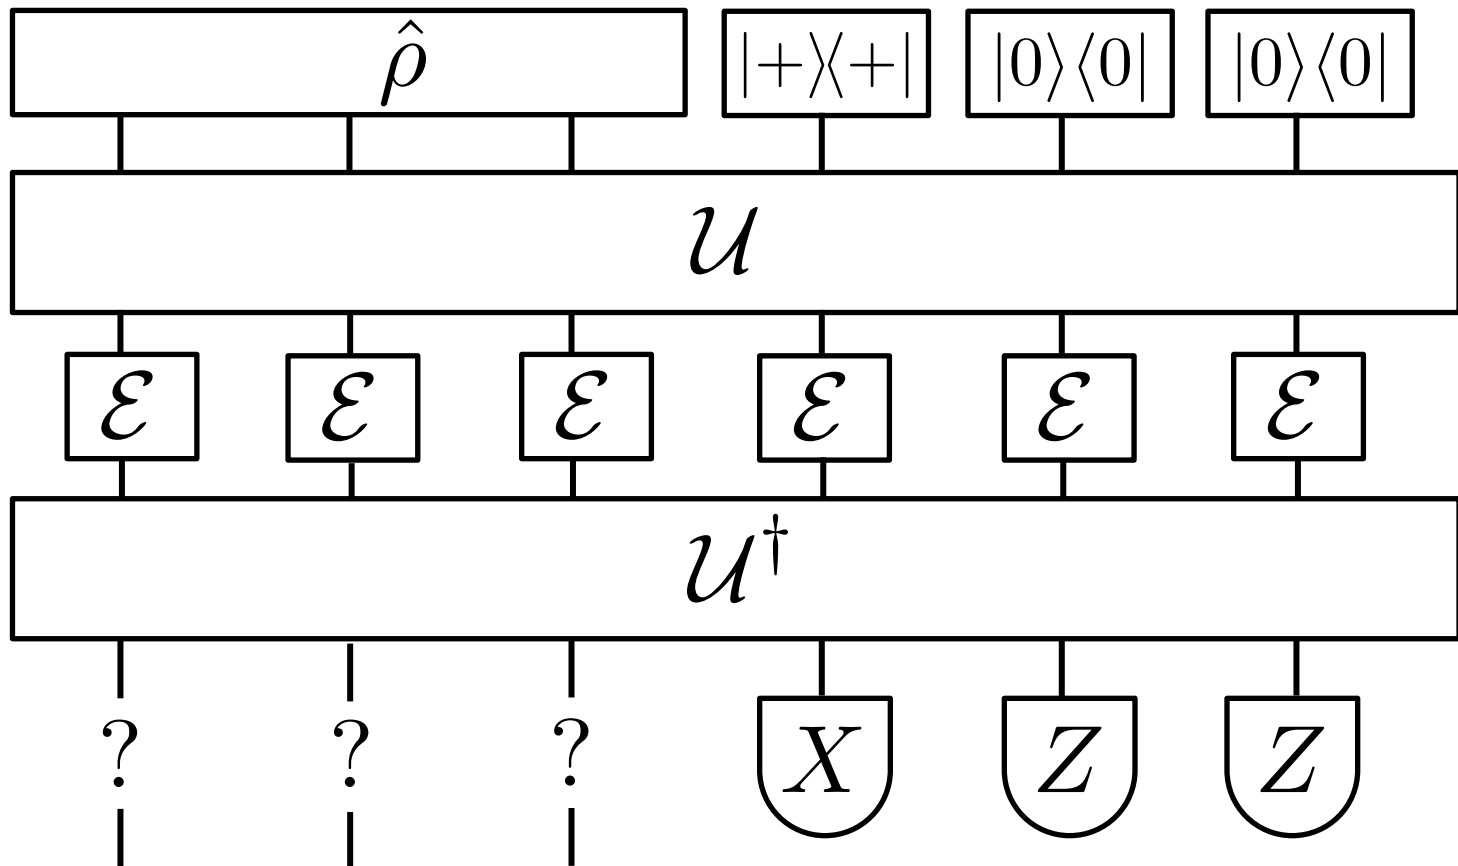 ρ̂ |+⟩⟨+| |0⟩⟨0| |0⟩⟨0|
𝒰
ℰ ℰ ℰ ℰ ℰ ℰ
𝒰†
? ? ? X Z Z